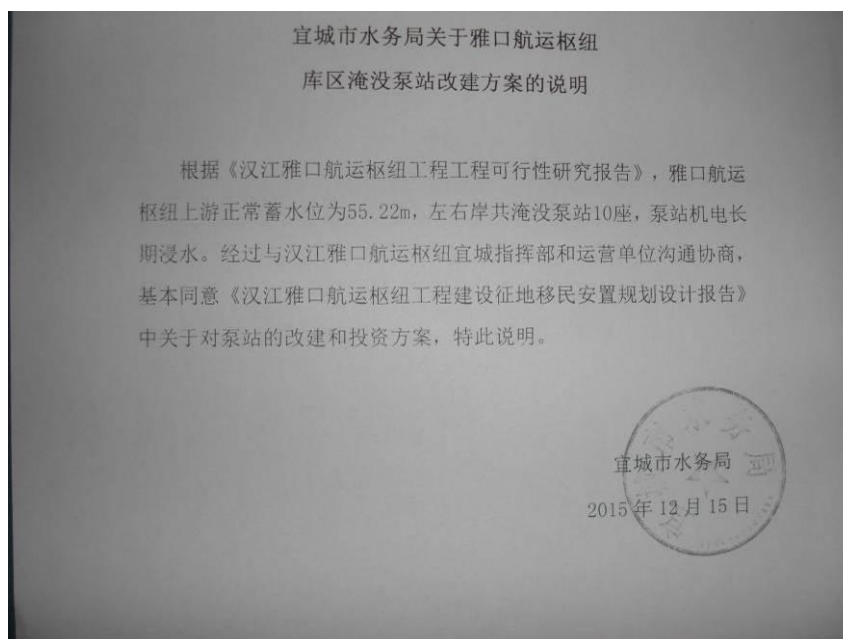 宜城市水务局关于雅口航运枢纽
库区淹没泵站改建方案的说明
根据《汉江雅口航运枢纽工程工程可行性研究报告》，雅口航运
枢纽上游正常蓄水位为55.22m，左右岸共淹没泵站10座，泵站机电长
期浸水。经过与汉江雅口航运枢纽宜城指挥部和运营单位沟通协商，
基本同意《汉江雅口航运枢纽工程建设征地移民安置规划设计报告》
中关于对泵站的改建和投资方案，特此说明。
宜城市水务局
2015年12月15日